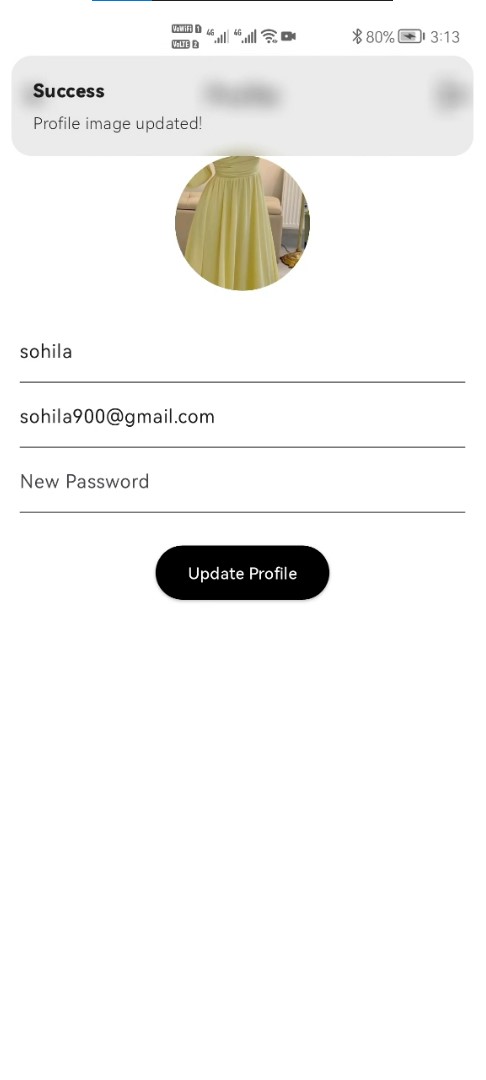 VoWiFi 1
VoLTE 2
4G 4G
80% 3:13
Success
Profile image updated!
sohila
sohila900@gmail.com
New Password
Update Profile